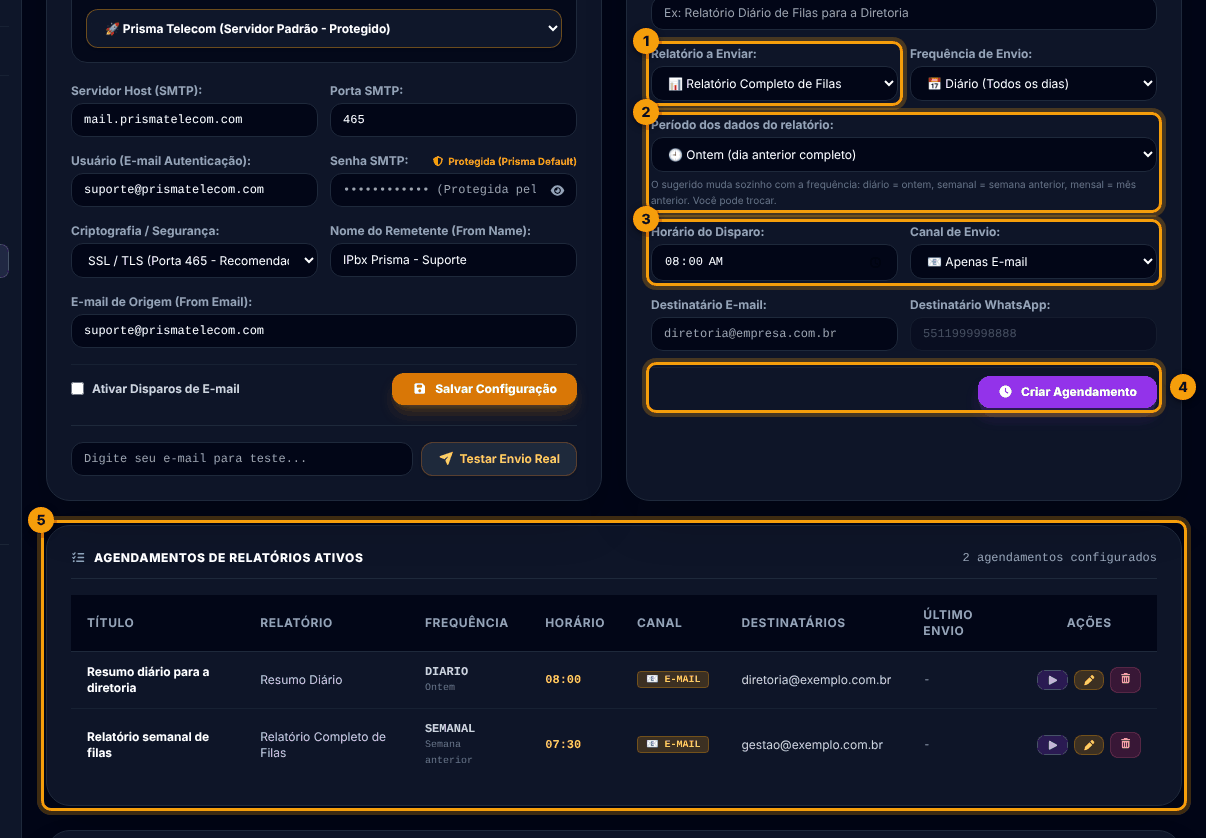 🚀 Prisma Telecom (Servidor Padrão - Protegido)
Servidor Host (SMTP):
Porta SMTP:
mail.prismatelecom.com
465
Usuário (E-mail Autenticação):
Senha SMTP:
Protegida (Prisma Default)
suporte@prismatelecom.com
•••••••••••• (Protegida pel
Criptografia / Segurança:
Nome do Remetente (From Name):
SSL / TLS (Porta 465 - Recomendac
IPbx Prisma - Suporte
E-mail de Origem (From Email):
suporte@prismatelecom.com
Ativar Disparos de E-mail
Salvar Configuração
Digite seu e-mail para teste...
Testar Envio Real
Ex: Relatório Diário de Filas para a Diretoria
1
Relatório a Enviar:
Frequência de Envio:
📊 Relatório Completo de Filas
📅 Diário (Todos os dias)
2
Período dos dados do relatório:
🕘 Ontem (dia anterior completo)
O sugerido muda sozinho com a frequência: diário = ontem, semanal = semana anterior, mensal = mês
anterior. Você pode trocar.
3
Horário do Disparo:
Canal de Envio:
08:00 AM
📧 Apenas E-mail
Destinatário E-mail:
Destinatário WhatsApp:
diretoria@empresa.com.br
5511999998888
Criar Agendamento
4
5
AGENDAMENTOS DE RELATÓRIOS ATIVOS
2 agendamentos configurados
TÍTULO
RELATÓRIO
FREQUÊNCIA
HORÁRIO
CANAL
DESTINATÁRIOS
ÚLTIMO
ENVIO
AÇÕES
Resumo diário para a
diretoria
Resumo Diário
DIARIO
Ontem
08:00
📧 E-MAIL
diretoria@exemplo.com.br
-
Relatório semanal de
filas
Relatório Completo de
Filas
SEMANAL
Semana
anterior
07:30
📧 E-MAIL
gestao@exemplo.com.br
-